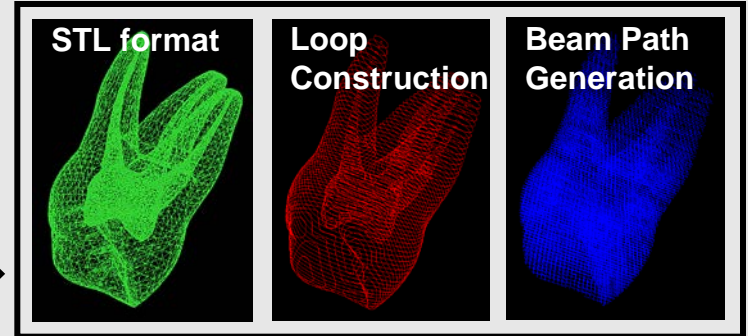 STL format
Loop
Construction
Beam Path
Generation